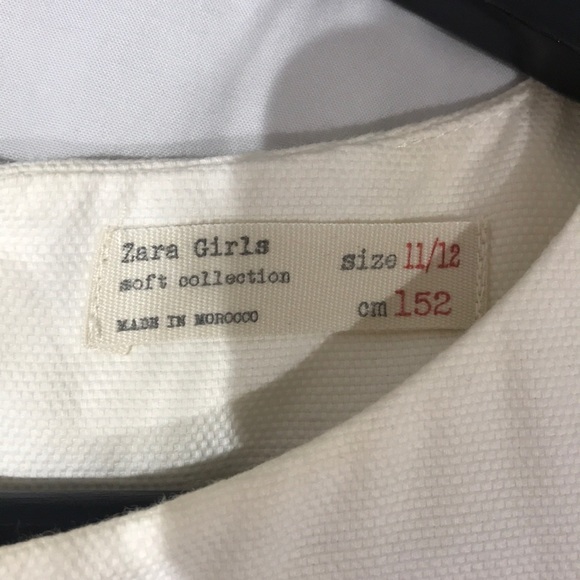 Zara Girls
soft collection
MADE IN MOROCCO
size 11/12
cm 152